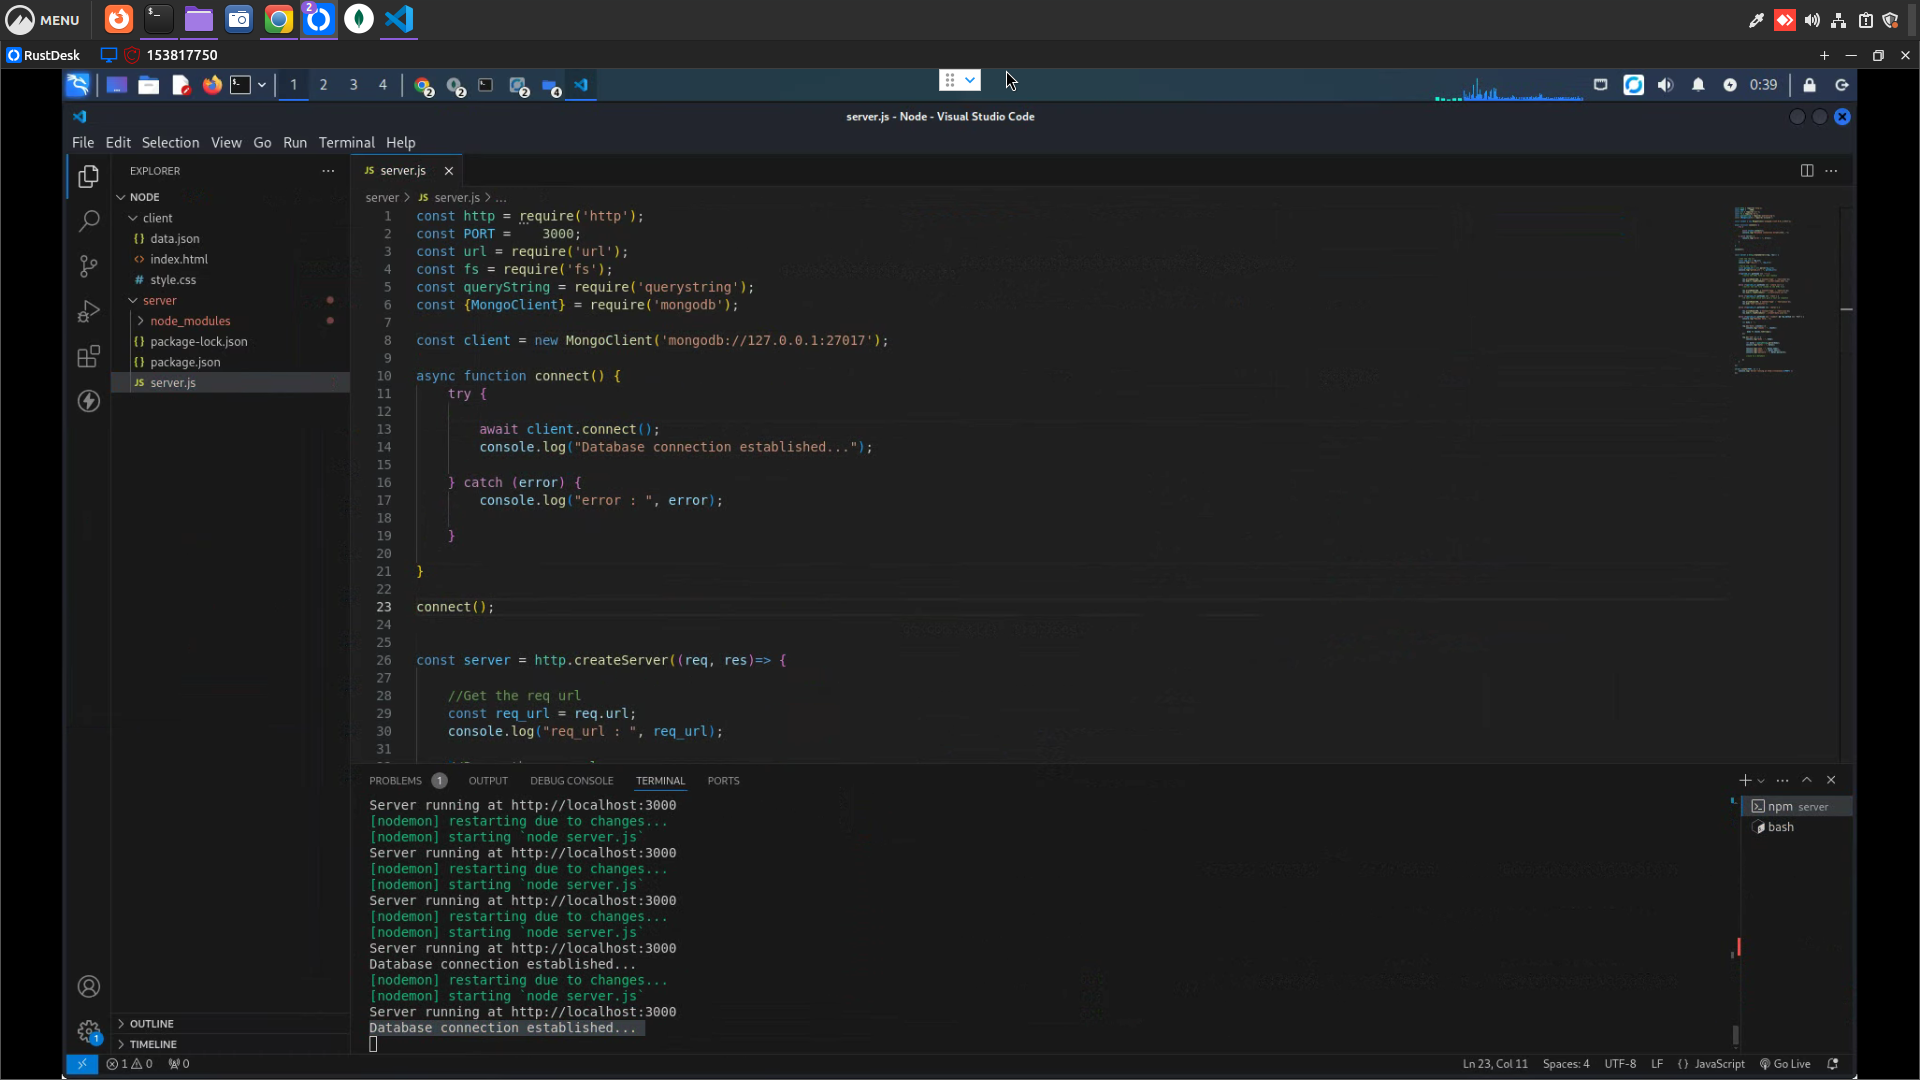 MENU
2
RustDesk
153817750
1
2
3
4
2
2
2
4
0:39
server.js - Node - Visual Studio Code
File Edit Selection View Go Run Terminal Help
EXPLORER
NODE
client
{} data.json
<> index.html
# style.css
server
node_modules
{} package-lock.json
{} package.json
JS server.js
JS server.js
server > JS server.js > ...
1 const http = require('http');
2 const PORT =    3000;
3 const url = require('url');
4 const fs = require('fs');
5 const queryString = require('querystring');
6 const {MongoClient} = require('mongodb');
7
8 const client = new MongoClient('mongodb://127.0.0.1:27017');
9
10 async function connect() {
11     try {
12
13         await client.connect();
14         console.log("Database connection established...");
15
16     } catch (error) {
17         console.log("error : ", error);
18
19     }
20
21 }
22
23 connect();
24
25
26 const server = http.createServer((req, res)=> {
27
28     //Get the req url
29     const req_url = req.url;
30     console.log("req_url : ", req_url);
31
PROBLEMS 1 OUTPUT DEBUG CONSOLE TERMINAL PORTS
Server running at http://localhost:3000
[nodemon] restarting due to changes...
[nodemon] starting `node server.js`
Server running at http://localhost:3000
[nodemon] restarting due to changes...
[nodemon] starting `node server.js`
Server running at http://localhost:3000
[nodemon] restarting due to changes...
[nodemon] starting `node server.js`
Server running at http://localhost:3000
Database connection established...
[nodemon] restarting due to changes...
[nodemon] starting `node server.js`
Server running at http://localhost:3000
Database connection established...
npm server
bash
OUTLINE
TIMELINE
1
1 0 0
Ln 23, Col 11 Spaces: 4 UTF-8 LF {} JavaScript Go Live